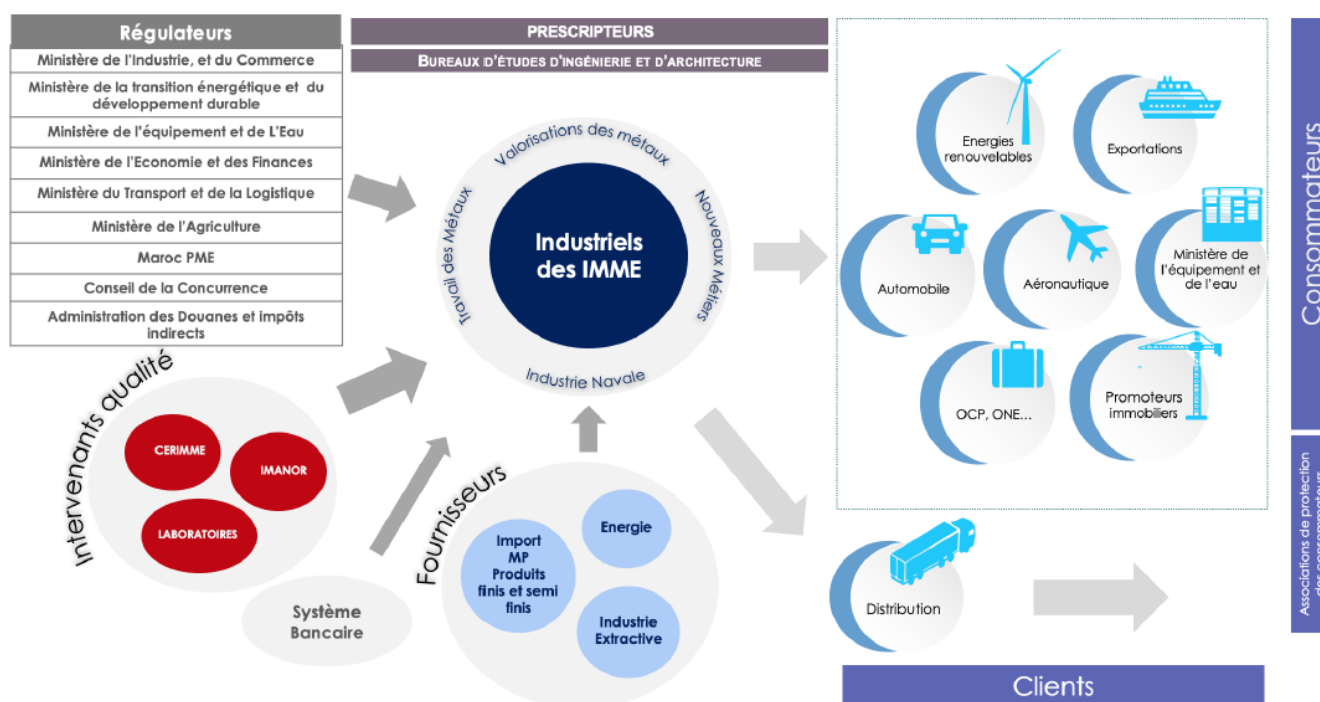 Régulateurs
Ministère de l'Industrie, et du Commerce
Ministère de la transition énergétique et du
développement durable
Ministère de l'équipement et de L'Eau
Ministère de l'Economie et des Finances
Ministère du Transport et de la Logistique
Ministère de l'Agriculture
Maroc PME
Conseil de la Concurrence
Administration des Douanes et impôts
indirects
PRESCRIPTEURS
BUREAUX D'ÉTUDES D'INGÉNIERIE ET D'ARCHITECTURE
Valorisations des métaux
Travail des Métaux
Nouveaux Métiers
Industriels
des IMME
Industrie Navale
Intervenants qualité
CERIMME
IMANOR
LABORATOIRES
Système
Bancaire
Fournisseurs
Import
MP
Produits
finis et semi
finis
Energie
Industrie
Extractive
Energies
renouvelables
Exportations
Automobile
Aéronautique
Ministère de
l'équipement et
de l'eau
OCP, ONE...
Promoteurs
immobiliers
Distribution
Clients
Consommateurs
Associations de protection
des consommateurs